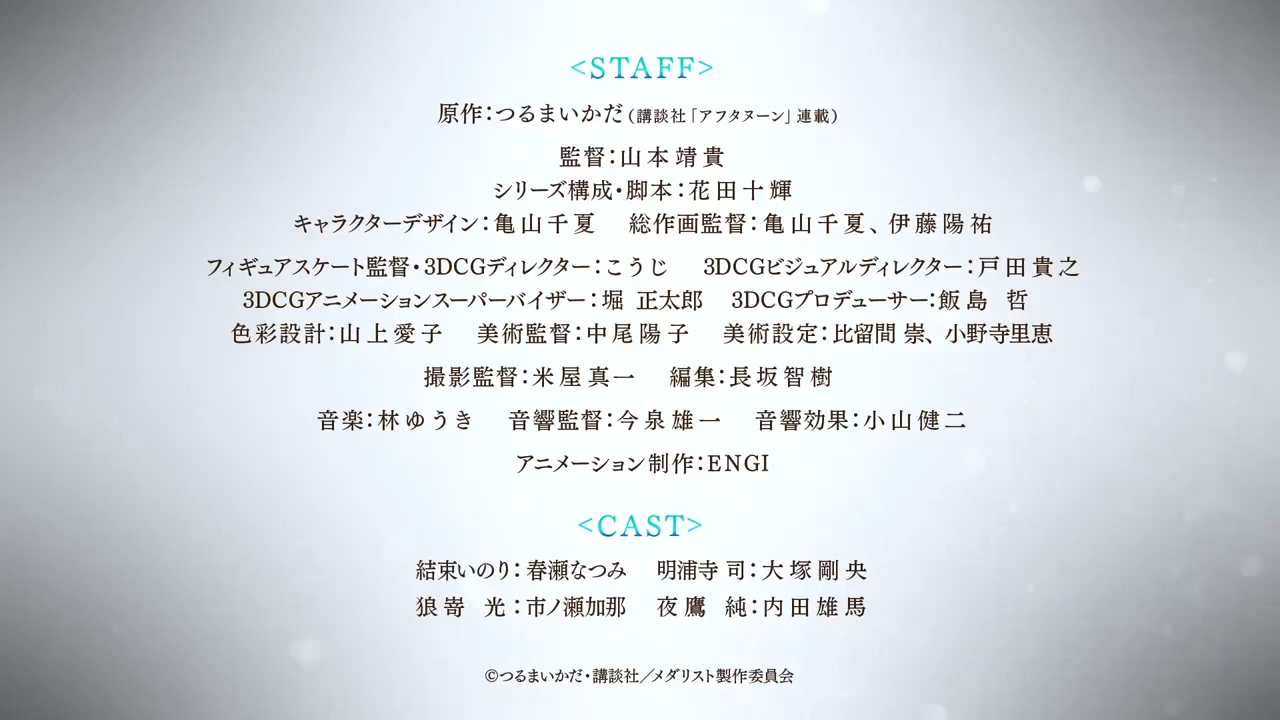 <STAFF>
原作：つるまいかだ（講談社「アフタヌーン」連載）
監督：山本靖貴
シリーズ構成・脚本：花田十輝
キャラクターデザイン：亀山千夏　総作画監督：亀山千夏、伊藤陽祐
フィギュアスケート監督・3DCGディレクター：こうじ　3DCGビジュアルディレクター：戸田貴之
3DCGアニメーションスーパーバイザー：堀 正太郎　3DCGプロデューサー：飯島 哲
色彩設計：山上愛子　美術監督：中尾陽子　美術設定：比留間 崇、小野寺里恵
撮影監督：米屋真一　編集：長坂智樹
音楽：林ゆうき　音響監督：今泉雄一　音響効果：小山健二
アニメーション制作：ENGI
<CAST>
結束いのり：春瀬なつみ　明浦寺 司：大塚剛央
狼嵜 光：市ノ瀬加那　夜鷹 純：内田雄馬
©つるまいかだ・講談社／メダリスト製作委員会